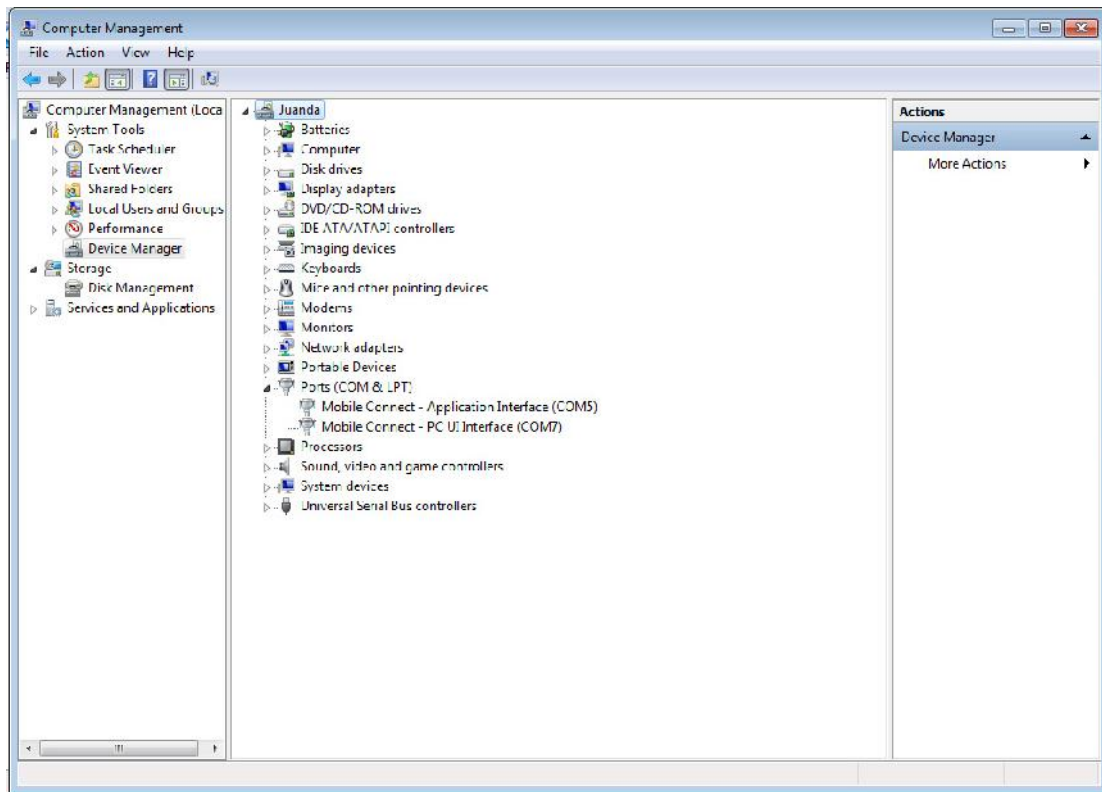 Computer Management
File Action View Help
Computer Management (Loca
System Tools
Task Scheduler
Event Viewer
Shared Folders
Local Users and Groups
Performance
Device Manager
Storage
Disk Management
Services and Applications
Juanda
Batteries
Computer
Disk drives
Display adapters
DVD/CD-ROM drives
IDE ATA/ATAPI controllers
Imaging devices
Keyboards
Mice and other pointing devices
Modems
Monitors
Network adapters
Portable Devices
Ports (COM & LPT)
Mobile Connect - Application Interface (COM5)
Mobile Connect - PC UI Interface (COM7)
Processors
Sound, video and game controllers
System devices
Universal Serial Bus controllers
Actions
Device Manager
More Actions